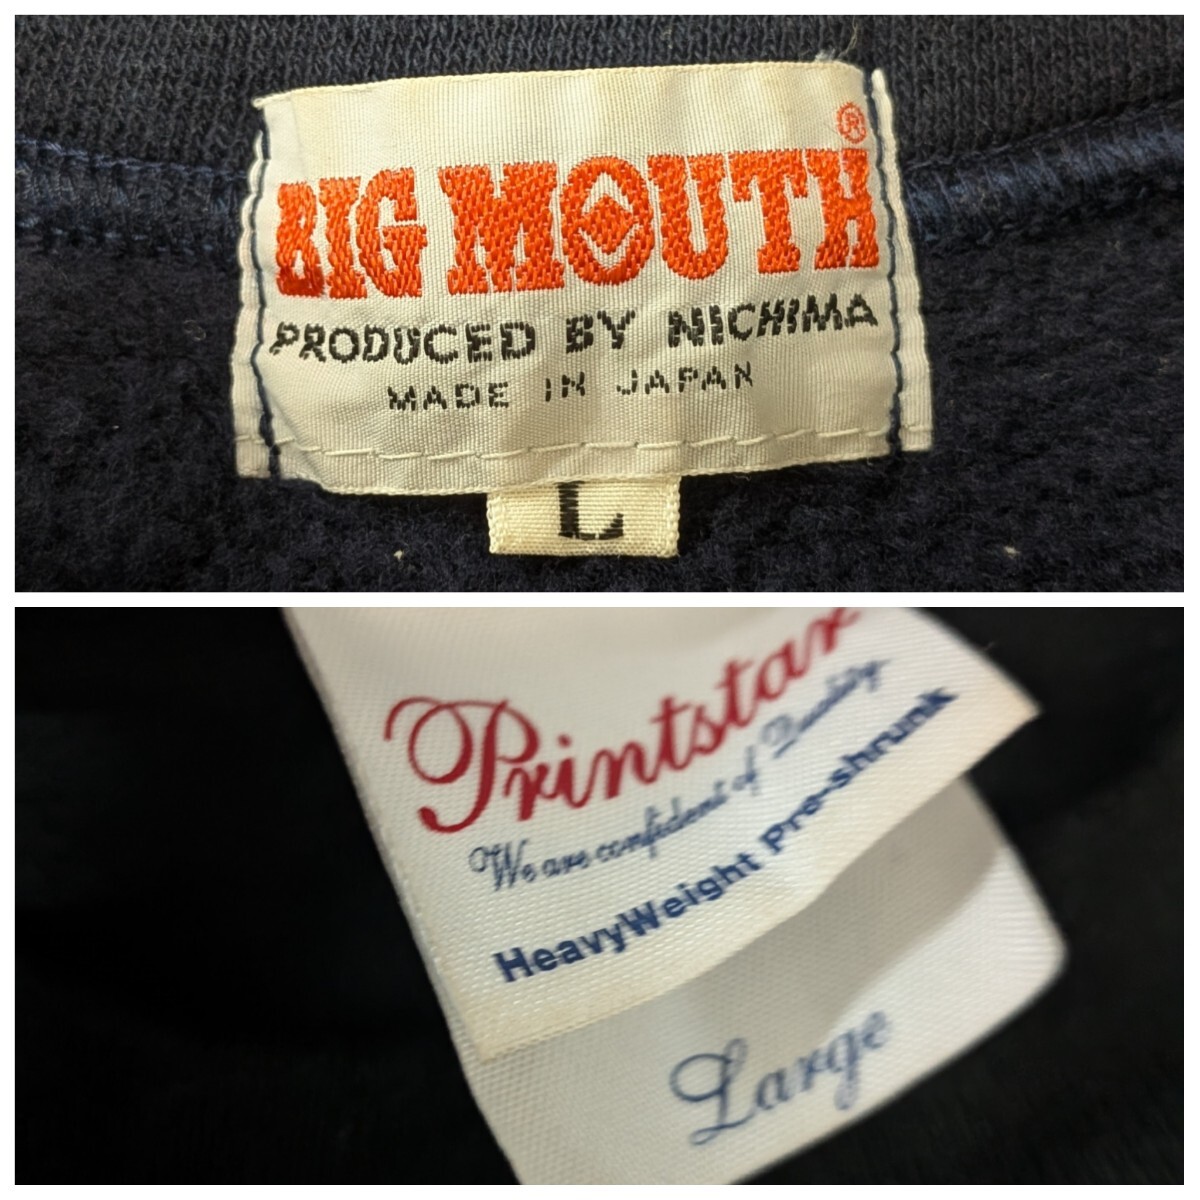 BIG MOUTH®
PRODUCED BY NICHIMA
MADE IN JAPAN
L
Printstar
We are confident of Quality
HeavyWeight Pre-shrunk
Large